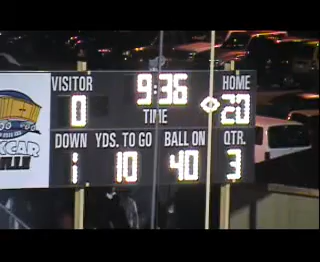 VISITOR 9:36 HOME
0 TIME 20
DOWN YDS. TO GO BALL ON QTR.
1 10 40 3